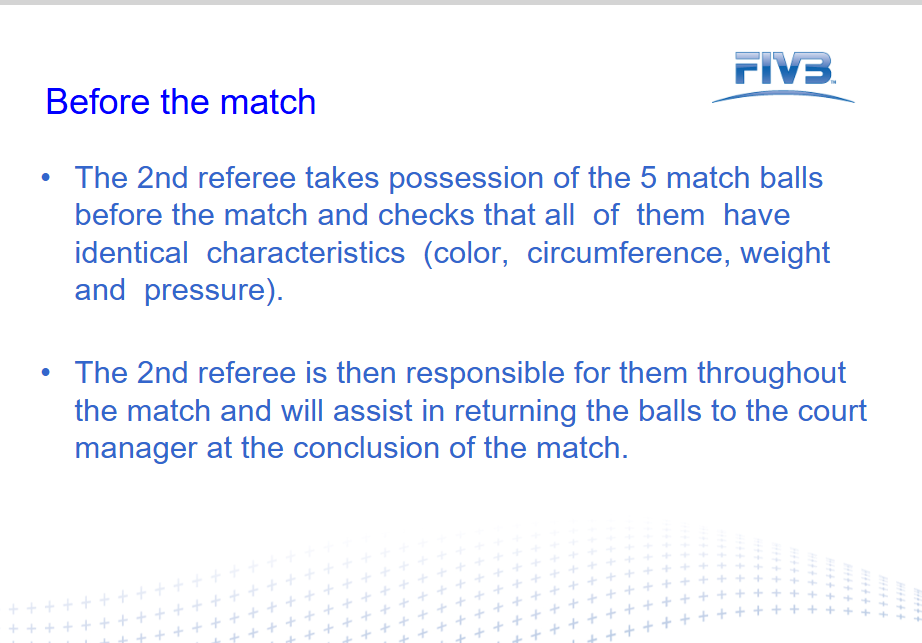 FIVB™
Before the match
• The 2nd referee takes possession of the 5 match balls
before the match and checks that all of them have
identical characteristics (color, circumference, weight
and pressure).
• The 2nd referee is then responsible for them throughout
the match and will assist in returning the balls to the court
manager at the conclusion of the match.